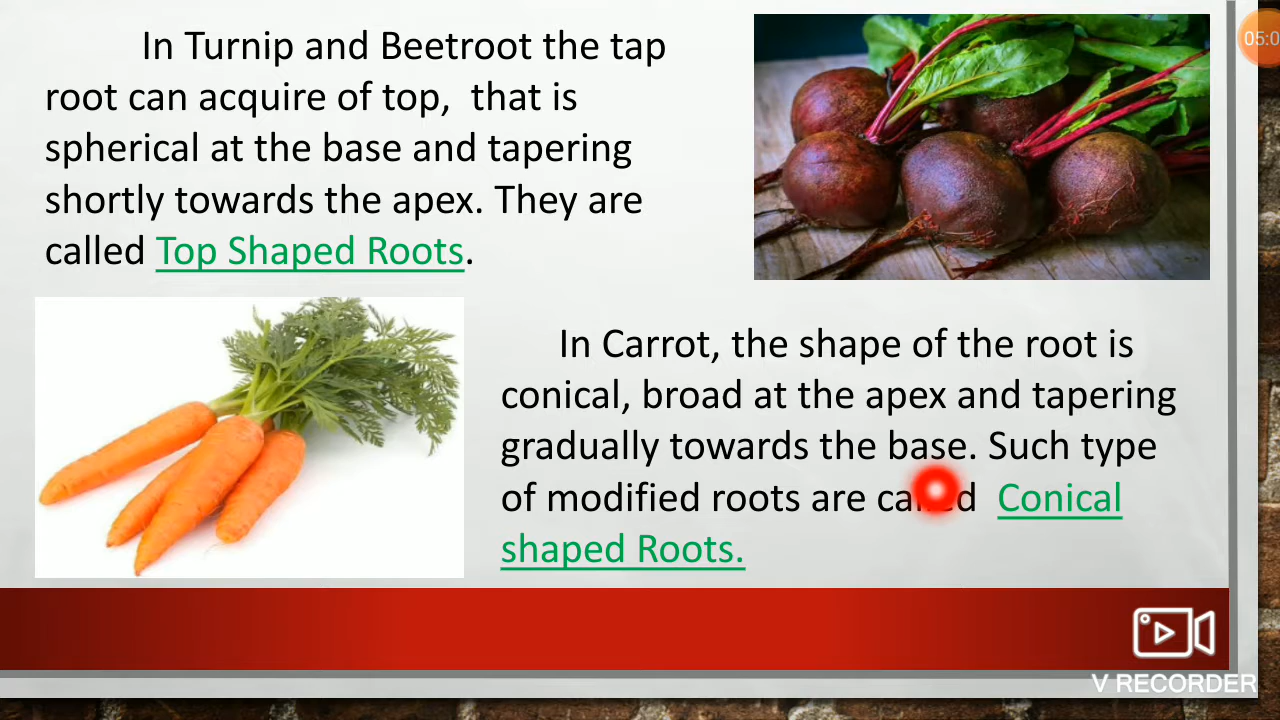 In Turnip and Beetroot the tap
root can acquire of top, that is
spherical at the base and tapering
shortly towards the apex. They are
called Top Shaped Roots.
In Carrot, the shape of the root is
conical, broad at the apex and tapering
gradually towards the base. Such type
of modified roots are called Conical
shaped Roots.
05:0
V RECORDER